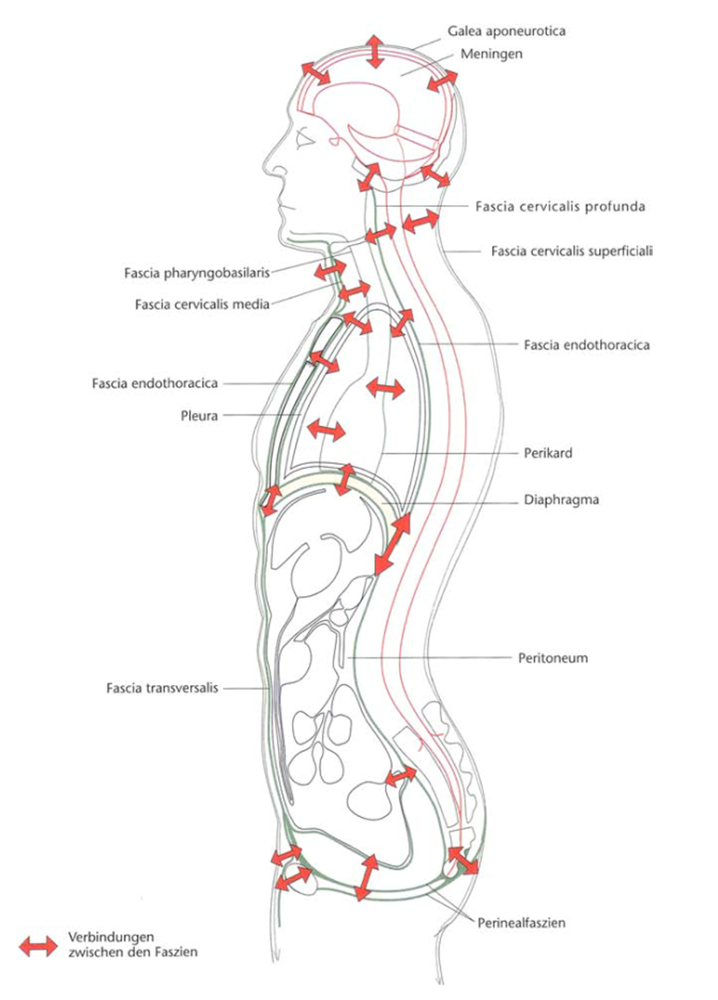 Galea aponeurotica
Meningen
Fascia cervicalis profunda
Fascia cervicalis superficiali
Fascia pharyngobasilaris
Fascia cervicalis media
Fascia endothoracica
Fascia endothoracica
Pleura
Perikard
Diaphragma
Peritoneum
Fascia transversalis
Perinealfaszien
Verbindungen
zwischen den Faszien